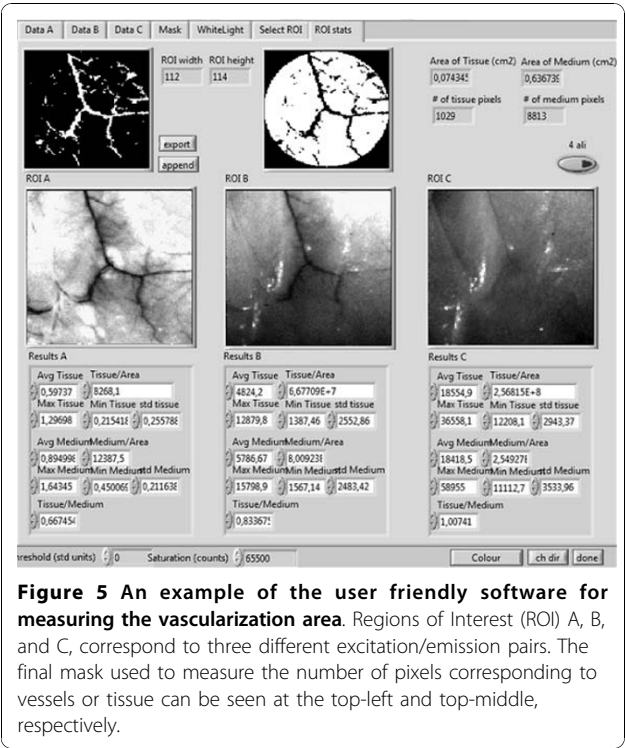 Data A Data B Data C Mask WhiteLight Select ROI ROI stats
ROI width ROI height
112 114
Area of Tissue (cm2) Area of Medium (cm2)
0,074345 0,636739
# of tissue pixels # of medium pixels
1029 8813
export
append
4 ali
ROI A ROI B ROI C
Results A Results B Results C
Avg Tissue Tissue/Area Avg Tissue Tissue/Area Avg Tissue Tissue/Area
0,59737 8268,1 4824,2 6,67709E+7 18554,9 2,56815E+8
Max Tissue Min Tissue std tissue Max Tissue Min Tissue std tissue Max Tissue Min Tissue std tissue
1,29698 0,215418 0,255788 12879,8 1387,46 2552,86 36558,1 12208,1 2943,37
Avg Medium Medium/Area Avg Medium Medium/Area Avg Medium Medium/Area
0,894998 12387,5 5786,67 8,00923E 18418,5 2,54927E
Max Medium Min Medium std Medium Max Medium Min Medium std Medium Max Medium Min Medium std Medium
1,64345 0,450069 0,211638 15798,9 1567,14 2483,42 58955 11112,7 3533,96
Tissue/Medium Tissue/Medium Tissue/Medium
0,667454 0,833675 1,00741
hreshold (std units) 0 Saturation (counts) 65500 Colour ch dir done
Figure 5 An example of the user friendly software for
measuring the vascularization area. Regions of Interest (ROI) A, B,
and C, correspond to three different excitation/emission pairs. The
final mask used to measure the number of pixels corresponding to
vessels or tissue can be seen at the top-left and top-middle,
respectively.